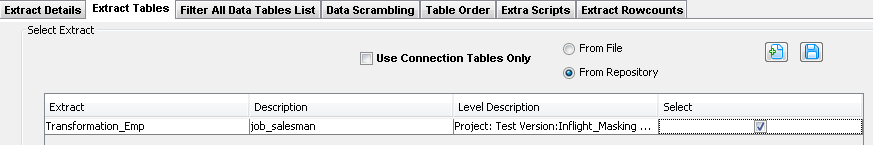 Extract Details Extract Tables Filter All Data Tables List Data Scrambling Table Order Extra Scripts Extract Rowcounts
Select Extract
From File
Use Connection Tables Only
From Repository
Extract Description Level Description Select
Transformation_Emp job_salesman Project: Test Version:Inflight_Masking ...